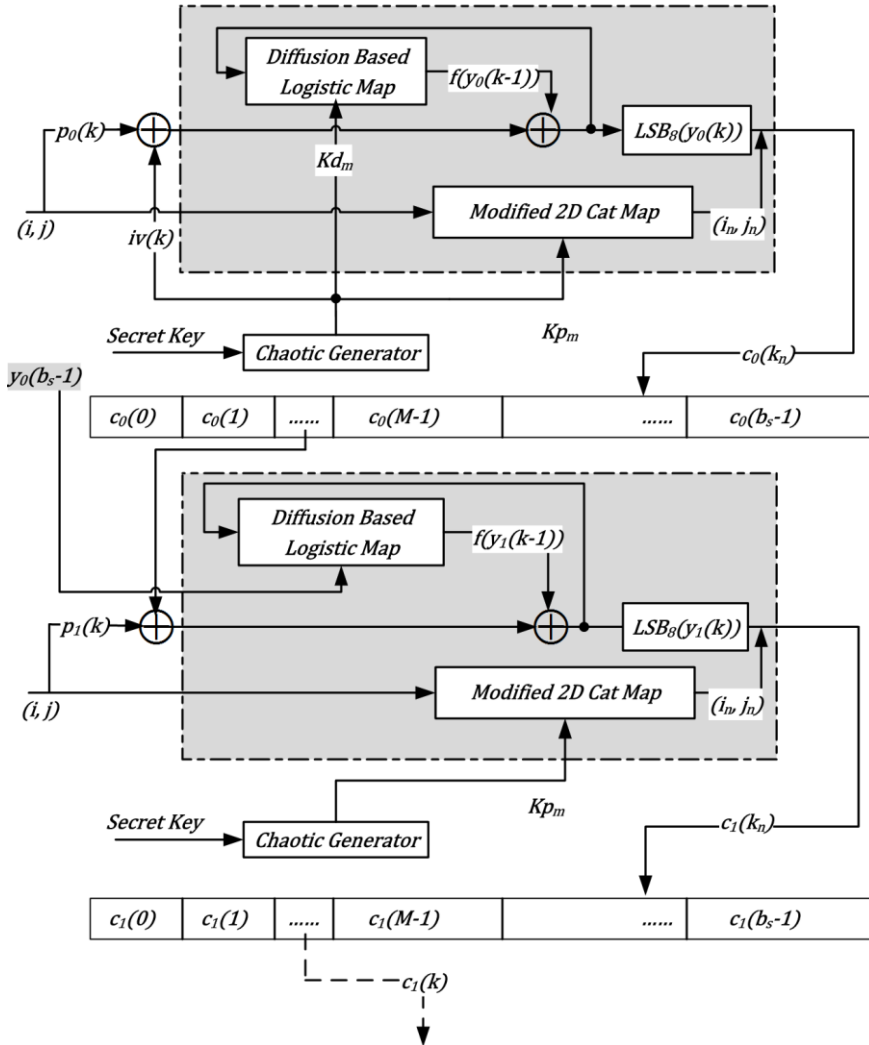 Diffusion Based
Logistic Map
f(y₀(k-1))
p₀(k)
LSB₈(y₀(k))
Kdₘ
Modified 2D Cat Map
(i, j)
iv(k)
(iₙ, jₙ)
Secret Key
Chaotic Generator
Kpₘ
c₀(kₙ)
y₀(bₛ-1)
c₀(0) c₀(1) ...... c₀(M-1) ...... c₀(bₛ-1)
Diffusion Based
Logistic Map
f(y₁(k-1))
p₁(k)
LSB₈(y₁(k))
Modified 2D Cat Map
(i, j)
(iₙ, jₙ)
Kpₘ
Secret Key
Chaotic Generator
c₁(kₙ)
c₁(0) c₁(1) ...... c₁(M-1) ...... c₁(bₛ-1)
c₁(k)